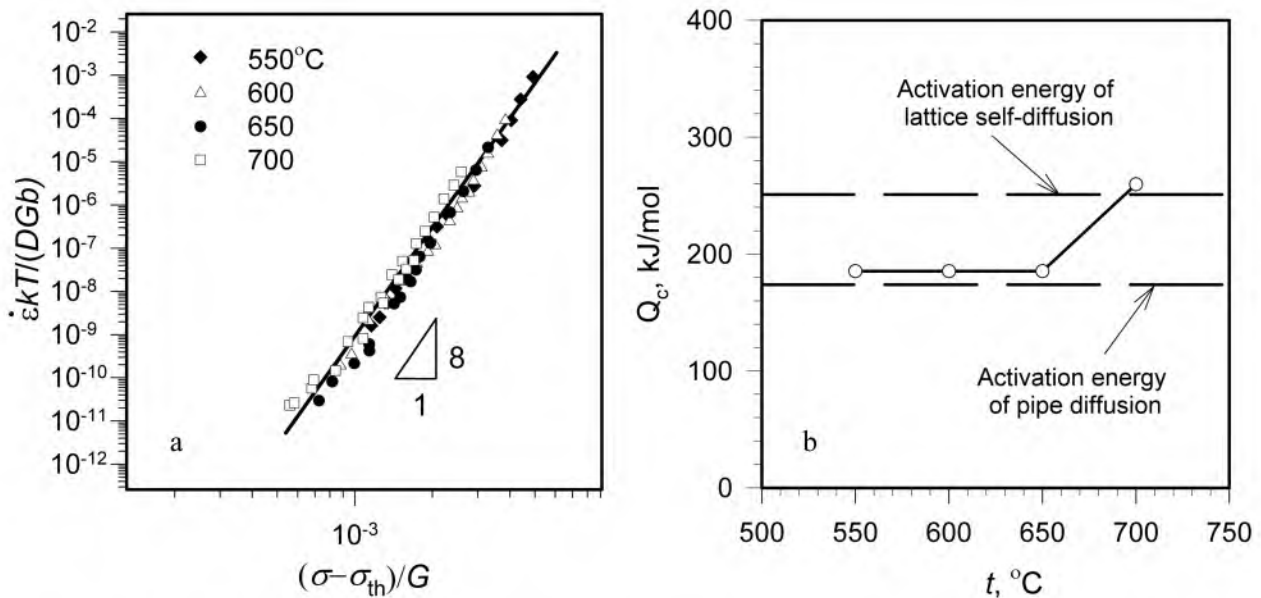 10⁻²
10⁻³
10⁻⁴
10⁻⁵
10⁻⁶
10⁻⁷
10⁻⁸
10⁻⁹
10⁻¹⁰
10⁻¹¹
10⁻¹²
ε̇kT/(DGb)
550°C
600
650
700
8
1
a
10⁻³
(σ−σth)/G
400
300
200
100
0
Qc, kJ/mol
Activation energy of
lattice self-diffusion
Activation energy
of pipe diffusion
b
500 550 600 650 700 750
t, °C